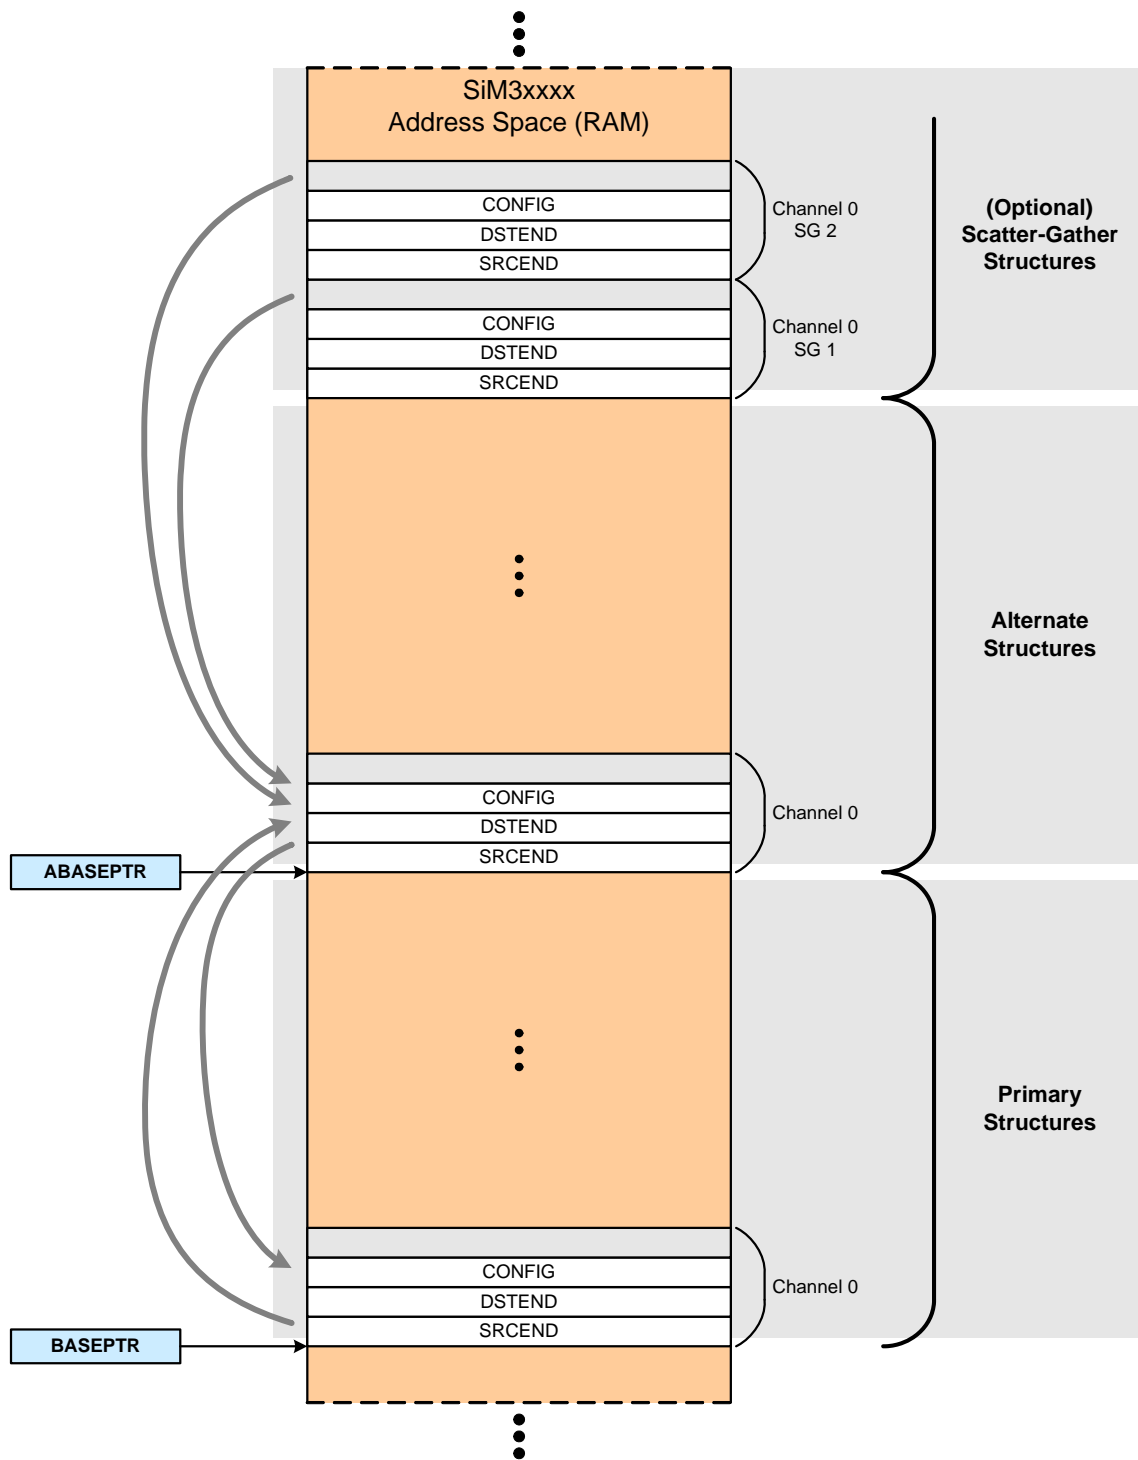 SiM3xxxx
Address Space (RAM)
CONFIG
DSTEND
SRCEND
Channel 0
SG 2
(Optional)
Scatter-Gather
Structures
CONFIG
DSTEND
SRCEND
Channel 0
SG 1
Alternate
Structures
CONFIG
DSTEND
SRCEND
Channel 0
ABASEPTR
Primary
Structures
CONFIG
DSTEND
SRCEND
Channel 0
BASEPTR